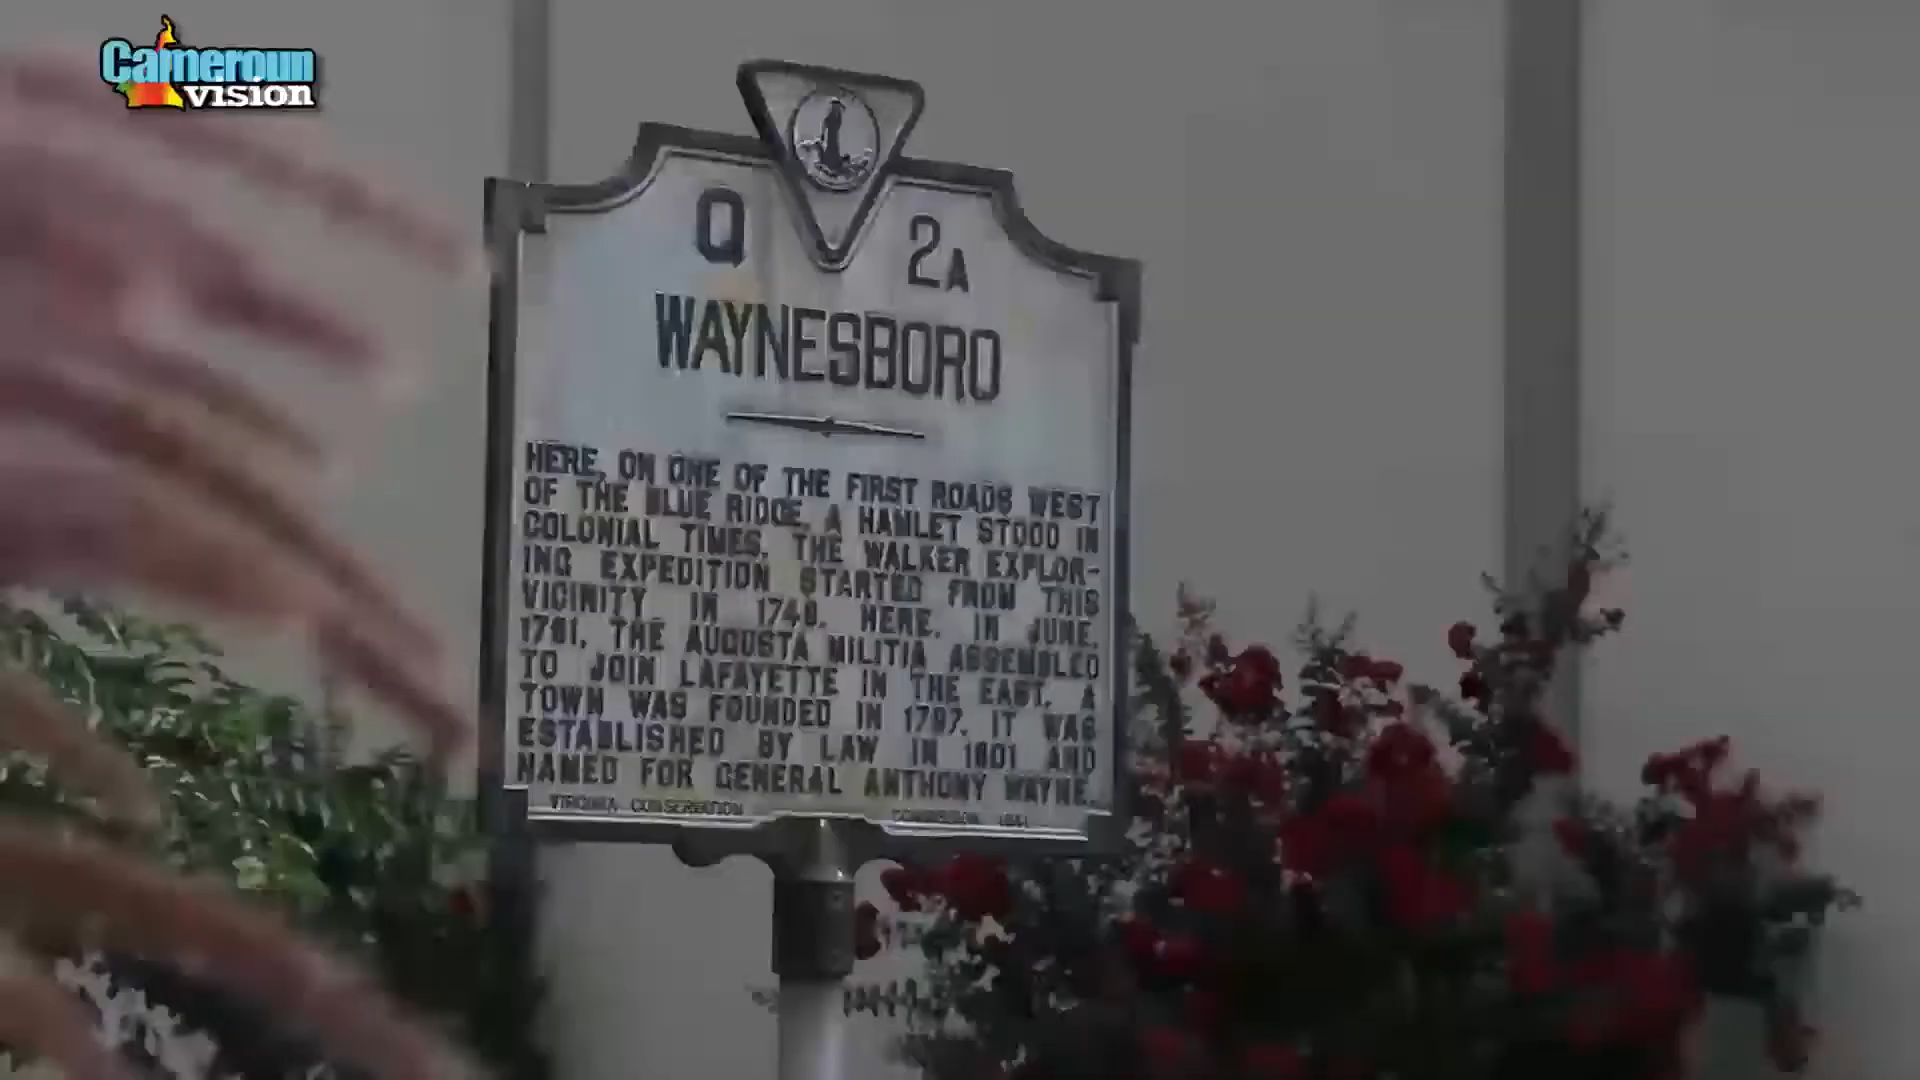 Cameroun
vision
Q 2A
WAYNESBORO
HERE, ON ONE OF THE FIRST ROADS WEST
OF THE BLUE RIDGE, A HAMLET STOOD IN
COLONIAL TIMES. THE WALKER EXPLOR-
ING EXPEDITION STARTED FROM THIS
VICINITY IN 1748. HERE, IN JUNE,
1781, THE AUGUSTA MILITIA ASSEMBLED
TO JOIN LAFAYETTE IN THE EAST. A
TOWN WAS FOUNDED IN 1797. IT WAS
ESTABLISHED BY LAW IN 1801 AND
NAMED FOR GENERAL ANTHONY WAYNE.
VIRGINIA CONSERVATION COMMISSION